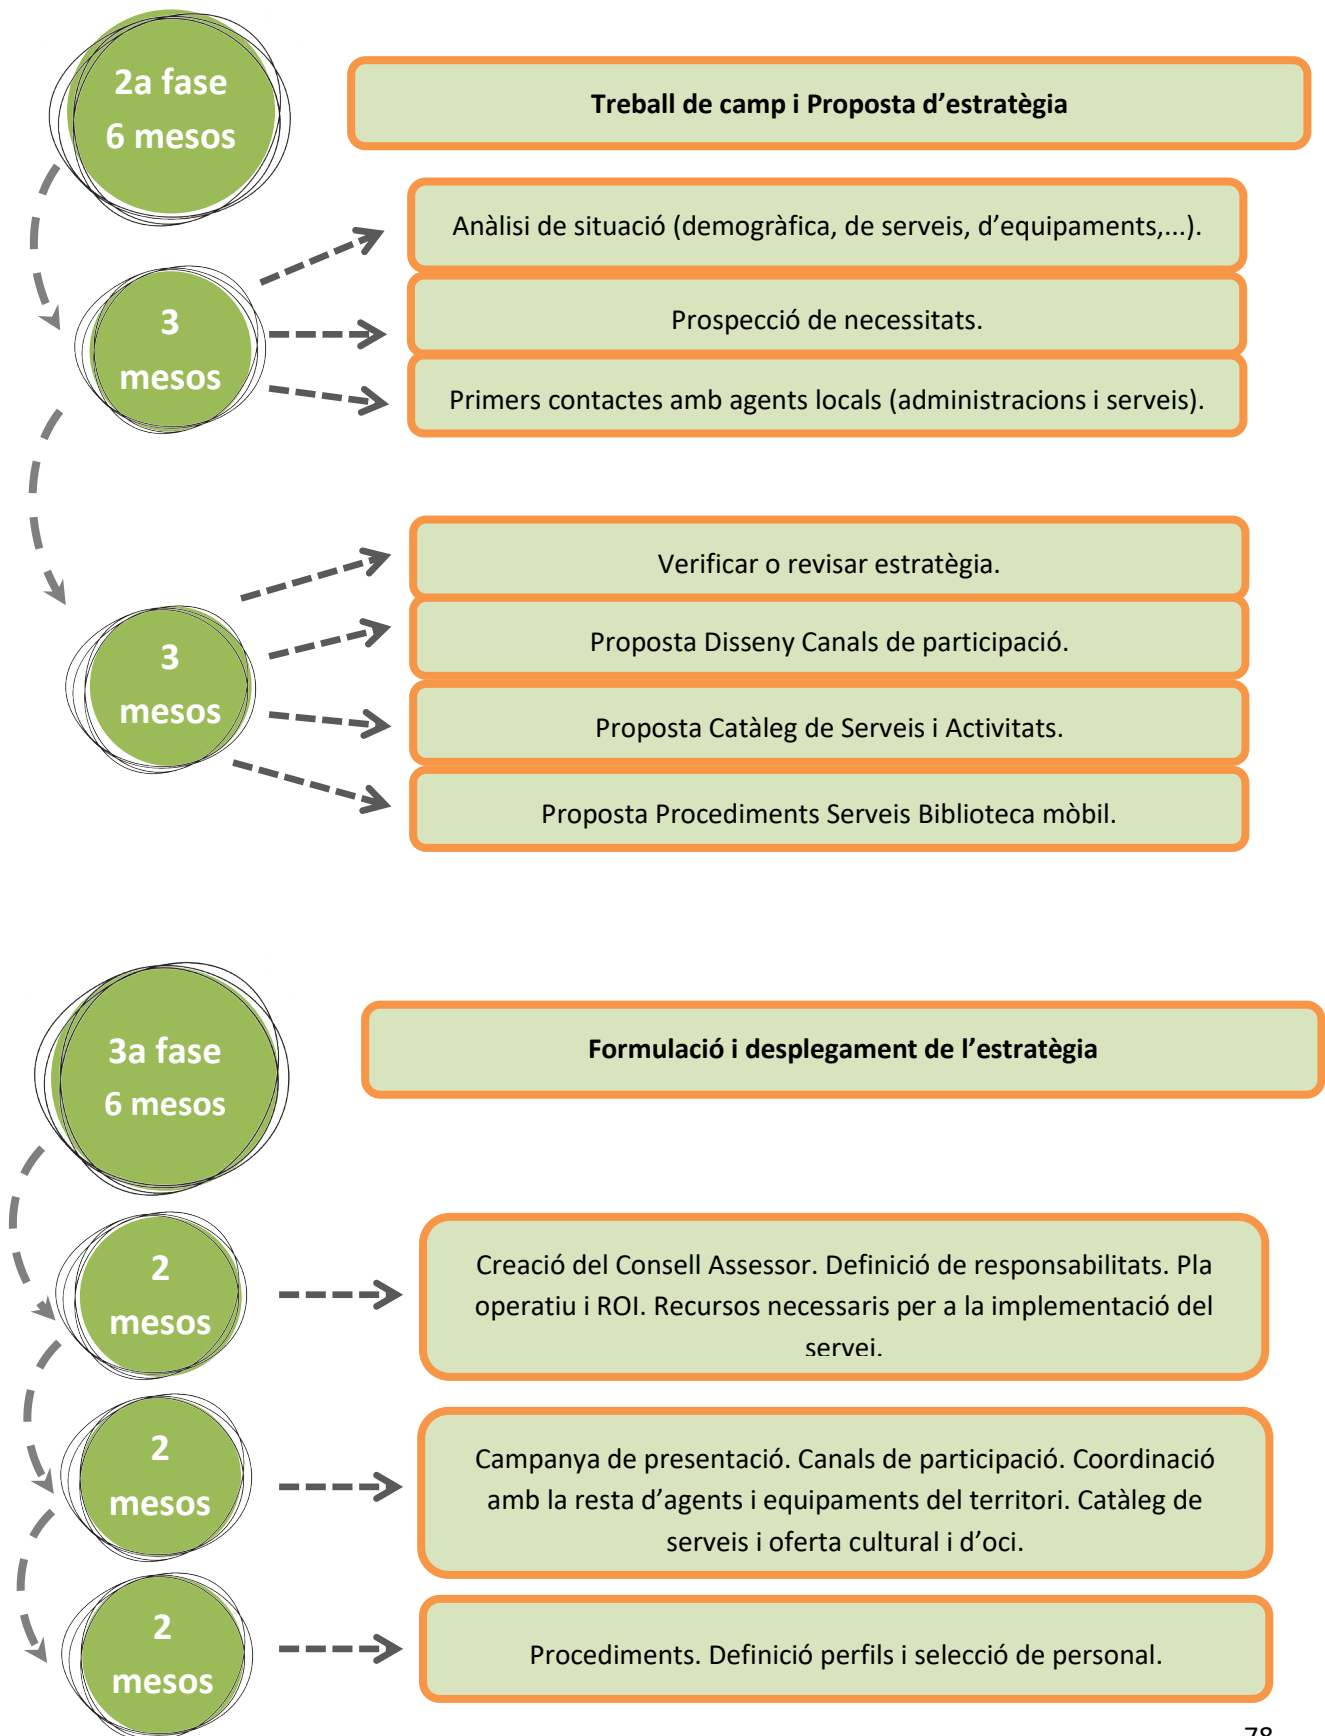 2a fase
6 mesos
Treball de camp i Proposta d’estratègia
3
mesos
Anàlisi de situació (demogràfica, de serveis, d’equipaments,...).
Prospecció de necessitats.
Primers contactes amb agents locals (administracions i serveis).
3
mesos
Verificar o revisar estratègia.
Proposta Disseny Canals de participació.
Proposta Catàleg de Serveis i Activitats.
Proposta Procediments Serveis Biblioteca mòbil.
3a fase
6 mesos
Formulació i desplegament de l’estratègia
2
mesos
Creació del Consell Assessor. Definició de responsabilitats. Pla
operatiu i ROI. Recursos necessaris per a la implementació del
servei.
2
mesos
Campanya de presentació. Canals de participació. Coordinació
amb la resta d’agents i equipaments del territori. Catàleg de
serveis i oferta cultural i d’oci.
2
mesos
Procediments. Definició perfils i selecció de personal.
78